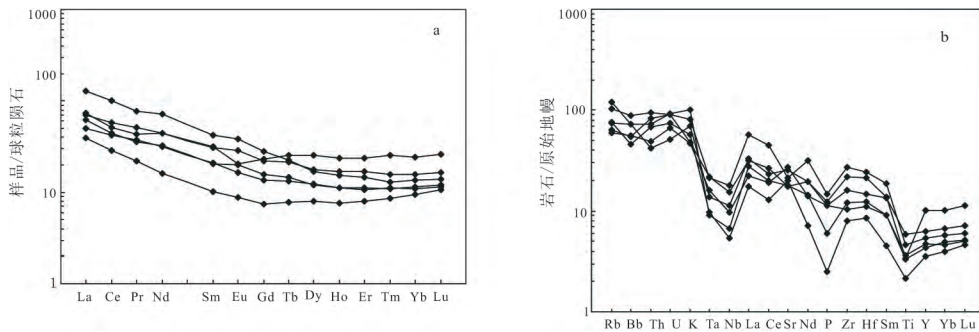 1000
100
10
1
样品/球粒陨石
a
La Ce Pr Nd Sm Eu Gd Tb Dy Ho Er Tm Yb Lu
1000
100
10
1
岩石/原始地幔
b
Rb Bb Th U K Ta Nb La Ce Sr Nd P Zr Hf Sm Ti Y Yb Lu